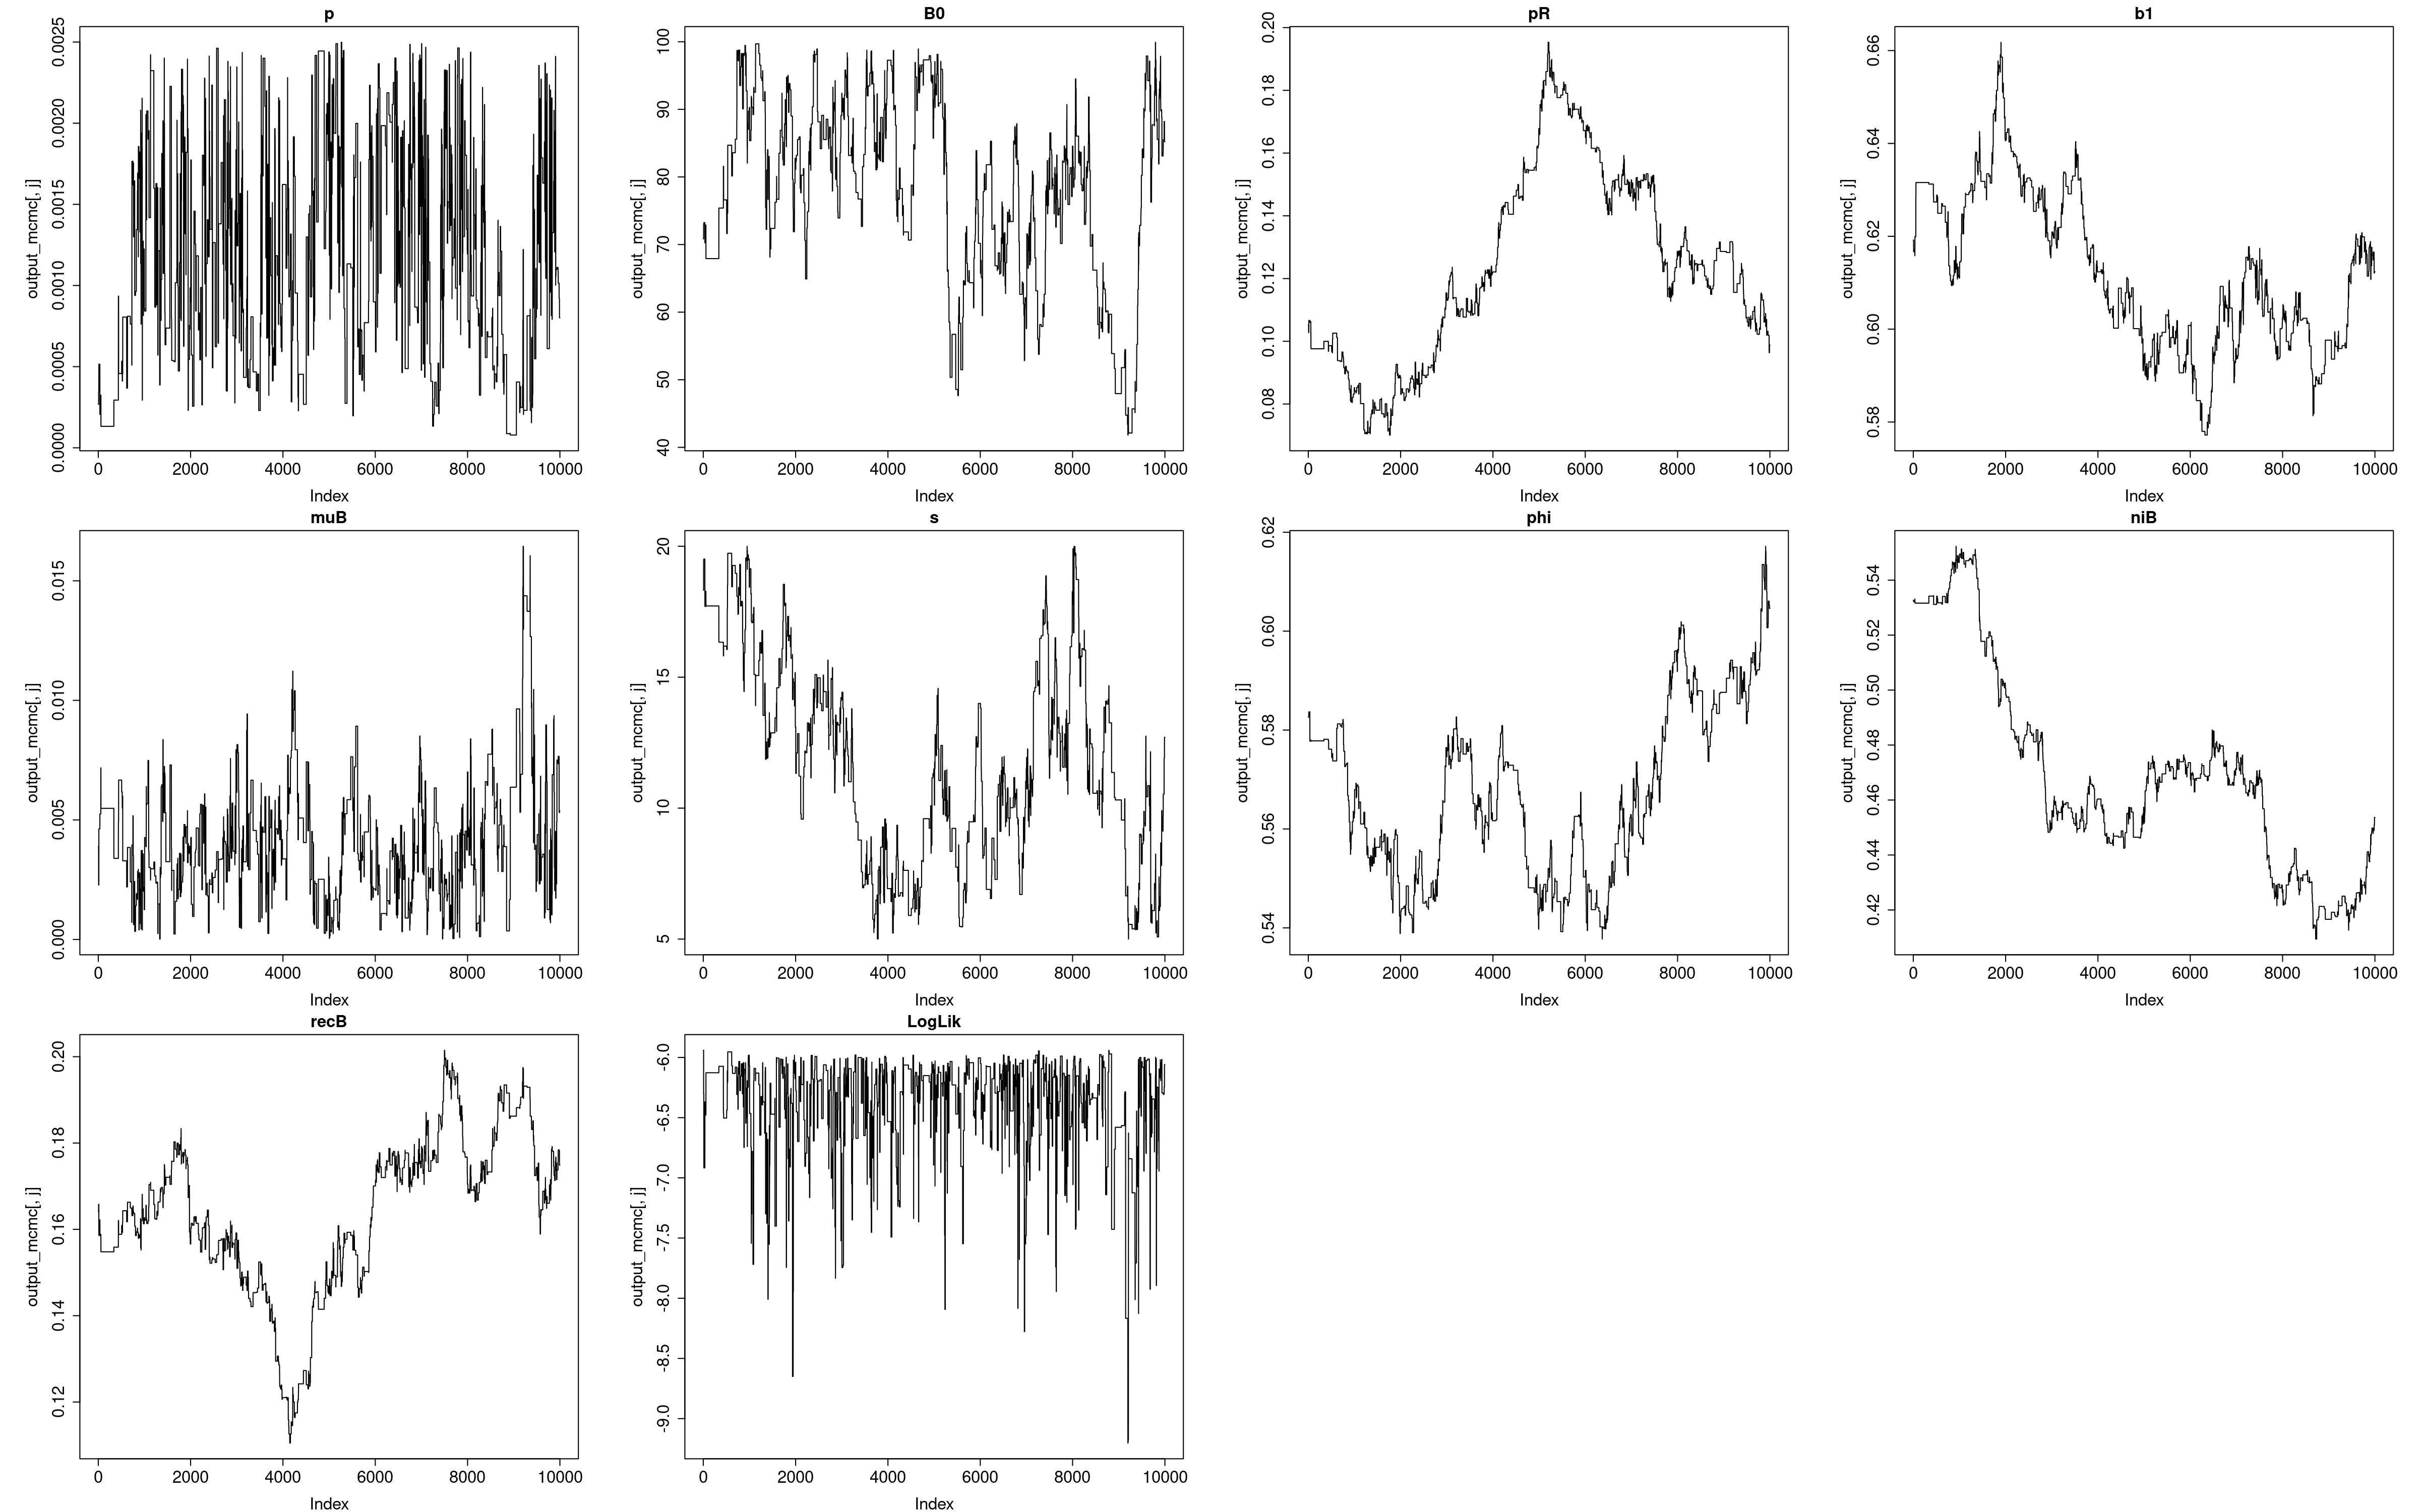 p
output_mcmc[, j]
0.0000 0.0005 0.0010 0.0015 0.0020 0.0025
0 2000 4000 6000 8000 10000
Index
B0
output_mcmc[, j]
40 50 60 70 80 90 100
0 2000 4000 6000 8000 10000
Index
pR
output_mcmc[, j]
0.08 0.10 0.12 0.14 0.16 0.18 0.20
0 2000 4000 6000 8000 10000
Index
b1
output_mcmc[, j]
0.58 0.60 0.62 0.64 0.66
0 2000 4000 6000 8000 10000
Index
muB
output_mcmc[, j]
0.000 0.005 0.010 0.015
0 2000 4000 6000 8000 10000
Index
s
output_mcmc[, j]
5 10 15 20
0 2000 4000 6000 8000 10000
Index
phi
output_mcmc[, j]
0.54 0.56 0.58 0.60 0.62
0 2000 4000 6000 8000 10000
Index
niB
output_mcmc[, j]
0.42 0.44 0.46 0.48 0.50 0.52 0.54
0 2000 4000 6000 8000 10000
Index
recB
output_mcmc[, j]
0.12 0.14 0.16 0.18 0.20
0 2000 4000 6000 8000 10000
Index
LogLik
output_mcmc[, j]
-9.0 -8.5 -8.0 -7.5 -7.0 -6.5 -6.0
0 2000 4000 6000 8000 10000
Index